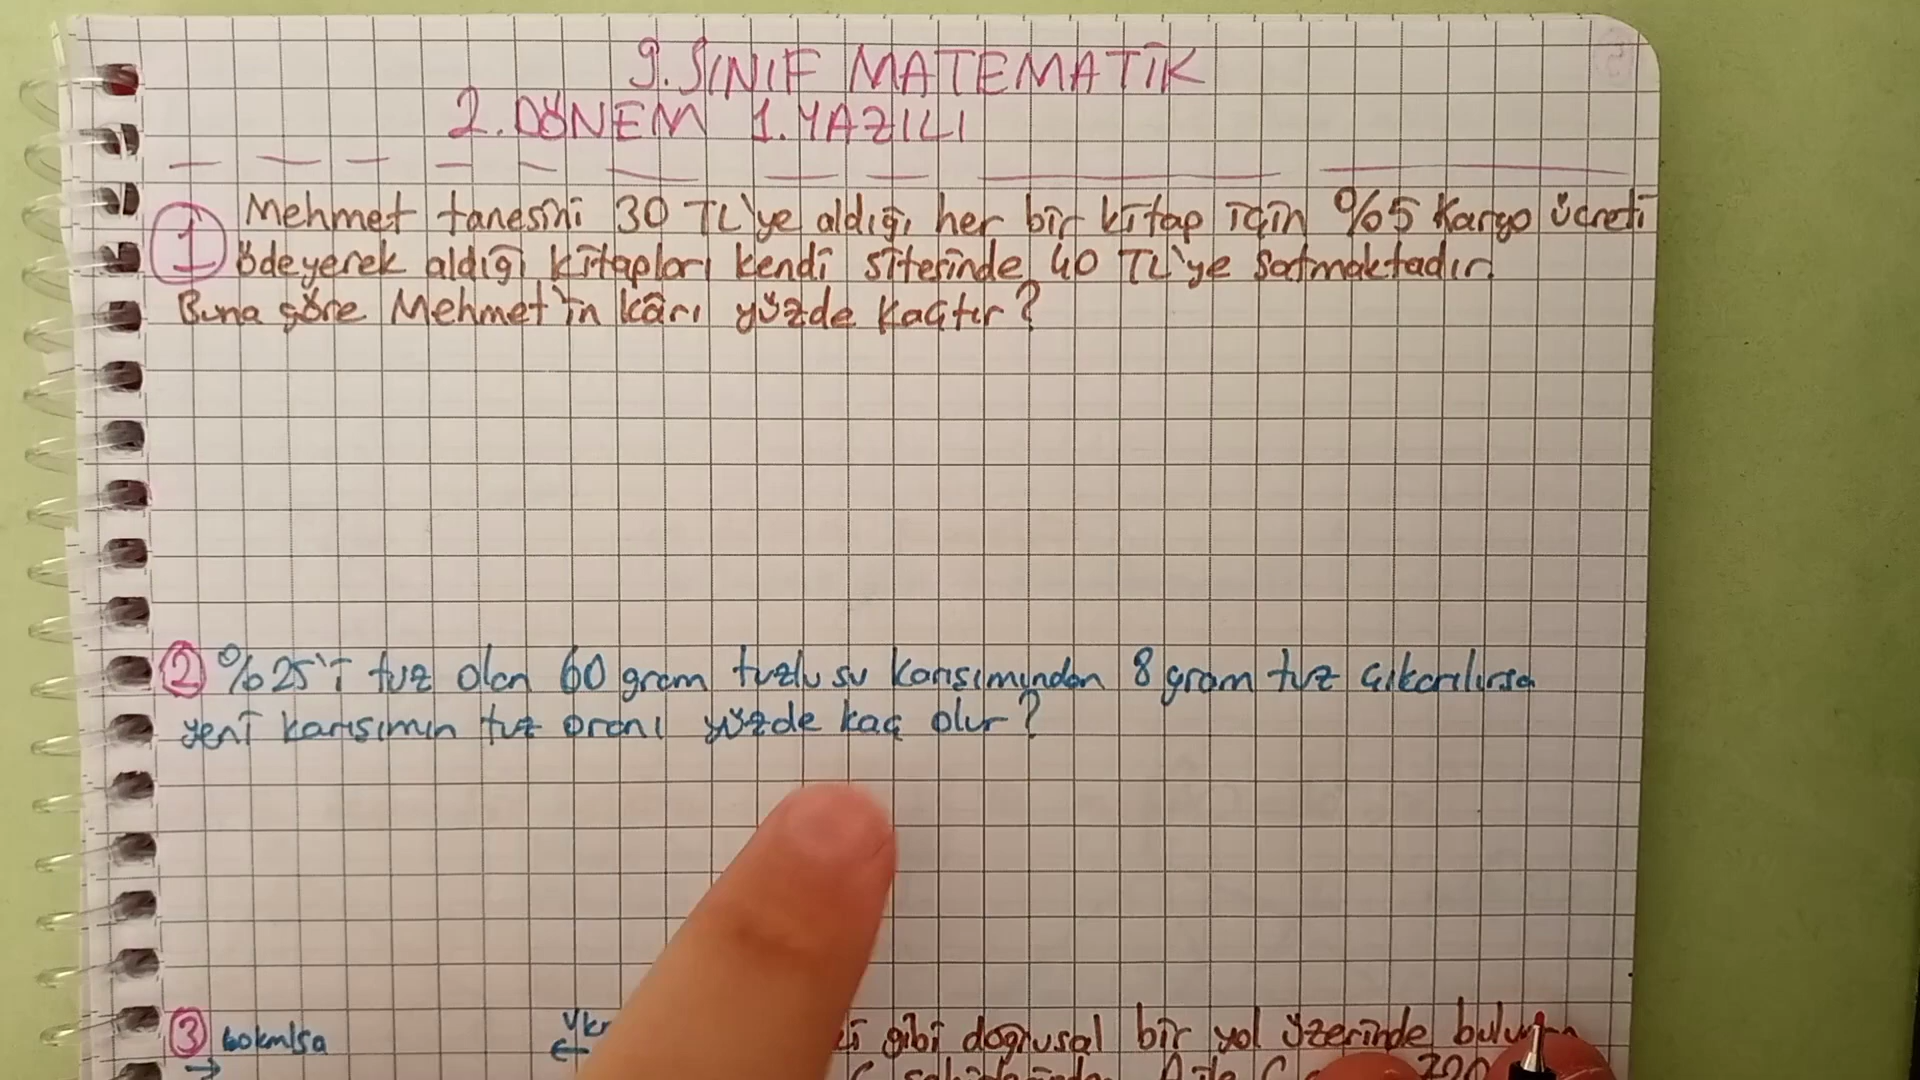 9. SINIF MATEMATİK
2. DÖNEM 1. YAZILI
1 Mehmet tanesini 30 TL'ye aldığı her bir kitap için %5 Kargo ücreti
ödeyerek aldığı kitapları kendi sitesinde 40 TL'ye satmaktadır.
Buna göre Mehmet'in kârı yüzde kaçtır?
2 %25'i tuz olan 60 gram tuzlu su karışımından 8 gram tuz çıkarılırsa
yeni karışımın tuz oranı yüzde kaç olur?
3 60km/sa gibi doğrusal bir yol üzerinde